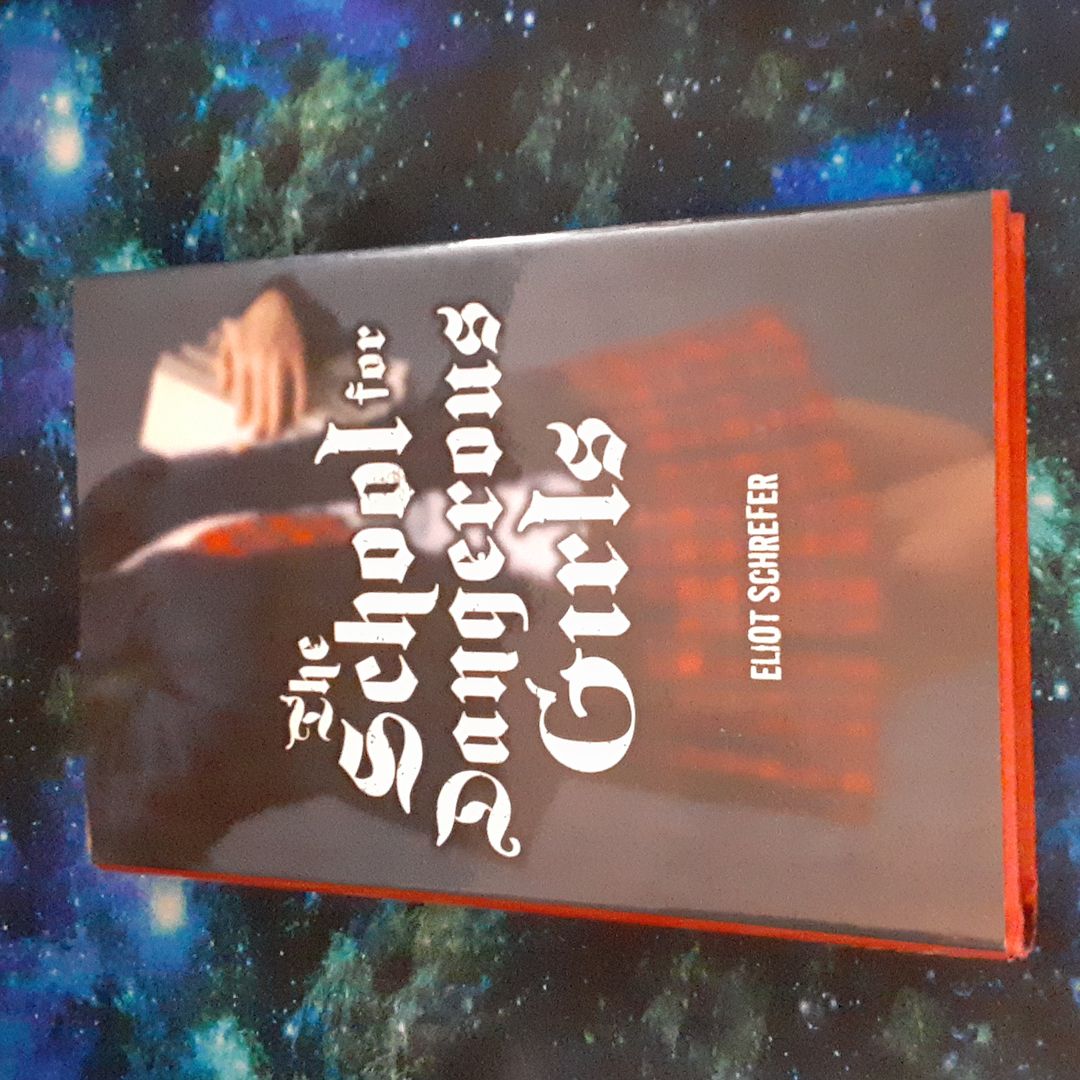 The
School for
Dangerous
Girls
ELIOT SCHREFER